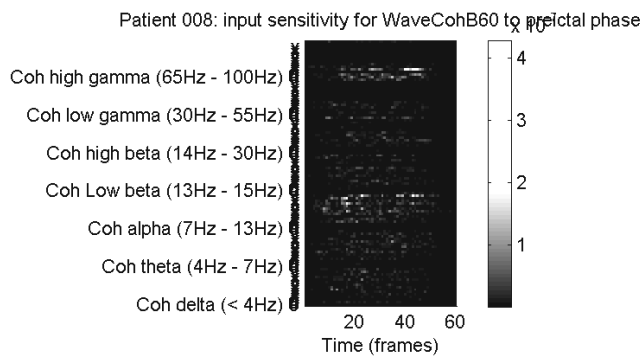 Patient 008: input sensitivity for WaveCohB60 to preictal phase
x 10
4
Coh high gamma (65Hz - 100Hz)
Coh low gamma (30Hz - 55Hz)
3
Coh high beta (14Hz - 30Hz)
Coh Low beta (13Hz - 15Hz)
2
Coh alpha (7Hz - 13Hz)
1
Coh theta (4Hz - 7Hz)
Coh delta (< 4Hz)
20 40 60
Time (frames)